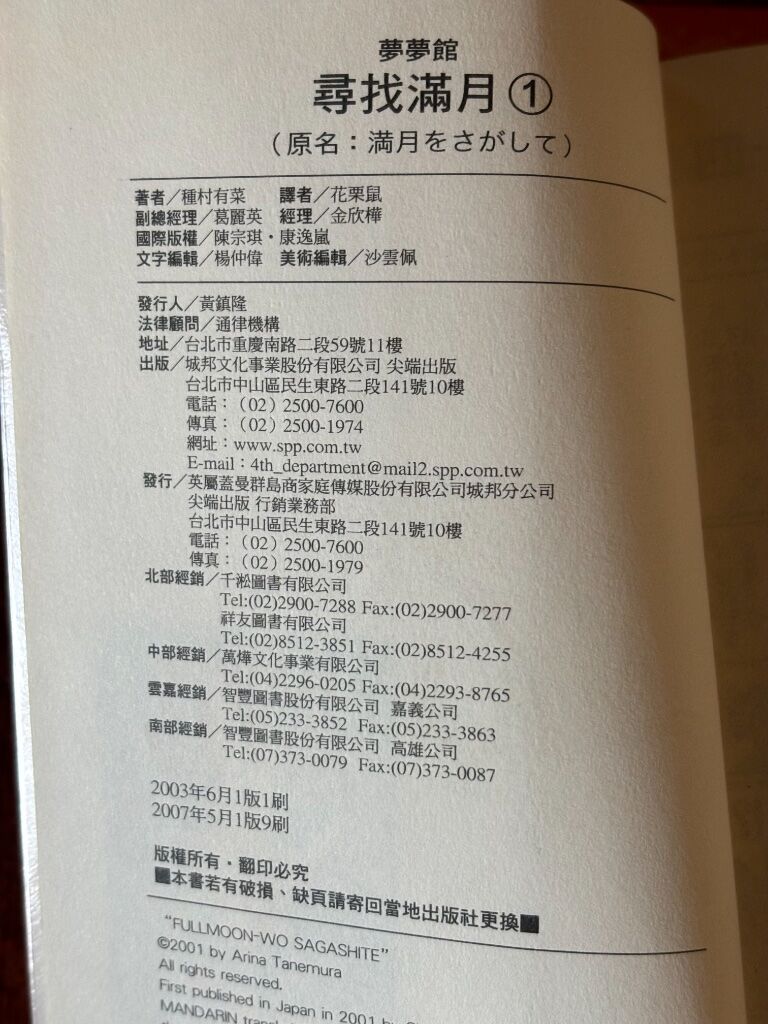 夢夢館
尋找滿月①
（原名：満月をさがして）
著者／種村有菜　譯者／花栗鼠
副總經理／葛麗英　經理／金欣樺
國際版權／陳宗琪・康逸嵐
文字編輯／楊仲偉　美術編輯／沙雲佩
發行人／黃鎮隆
法律顧問／通律機構
地址／台北市重慶南路二段59號11樓
出版／城邦文化事業股份有限公司 尖端出版
台北市中山區民生東路二段141號10樓
電話：（02）2500-7600
傳真：（02）2500-1974
網址：www.spp.com.tw
E-mail：4th_department@mail2.spp.com.tw
發行／英屬蓋曼群島商家庭傳媒股份有限公司城邦分公司
尖端出版 行銷業務部
台北市中山區民生東路二段141號10樓
電話：（02）2500-7600
傳真：（02）2500-1979
北部經銷／千淞圖書有限公司
Tel:(02)2900-7288 Fax:(02)2900-7277
祥友圖書有限公司
Tel:(02)8512-3851 Fax:(02)8512-4255
中部經銷／萬燁文化事業有限公司
Tel:(04)2296-0205 Fax:(04)2293-8765
雲嘉經銷／智豐圖書股份有限公司 嘉義公司
Tel:(05)233-3852 Fax:(05)233-3863
南部經銷／智豐圖書股份有限公司 高雄公司
Tel:(07)373-0079 Fax:(07)373-0087
2003年6月1版1刷
2007年5月1版9刷
版權所有・翻印必究
■本書若有破損、缺頁請寄回當地出版社更換■
"FULLMOON-WO SAGASHITE"
©2001 by Arina Tanemura
All rights reserved.
First published in Japan in 2001 by
MANDARIN